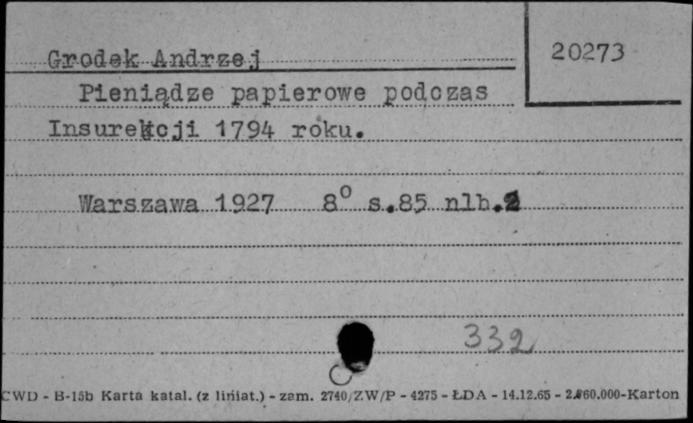 Grodek Andrzej
20273
Pieniądze papierowe podczas
Insurekcji 1794 roku.
Warszawa 1927 8° s.85 nlb.2
332
CWD - B-15b Karta katal. (z liniat.) - zam. 2740/ZW/P - 4275 - ŁDA - 14.12.65 - 2.860.000-Karton